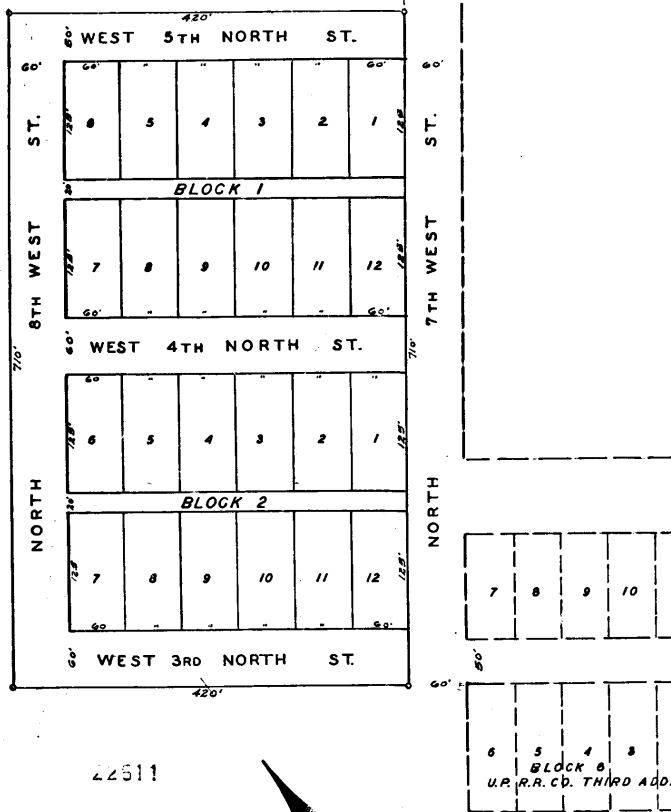 420'
60' WEST 5TH NORTH ST.
60' 60' " " " " 60' 60'
ST. 125' 6 5 4 3 2 1 125' ST.
20' BLOCK 1
8TH WEST 125' 7 8 9 10 11 12 125' 7TH WEST
60' " " " " 60'
60' WEST 4TH NORTH ST.
710' 710'
60 " " " " "
125' 6 5 4 3 2 1 125'
20' BLOCK 2
NORTH 125' 7 8 9 10 11 12 125' NORTH
60 " " " " 60'
7 8 9 10
60' WEST 3RD NORTH ST.
420'
60'
6 5 4 3
BLOCK 6
U.P. R.R. CO. THIRD ADD.
22611